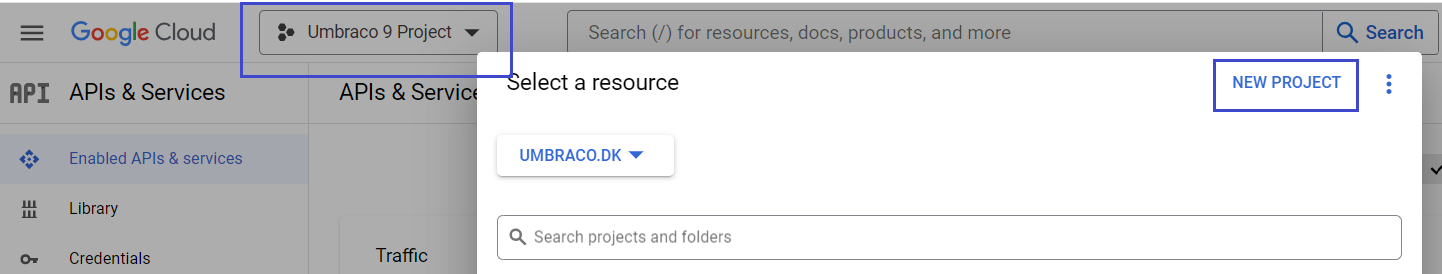 Google Cloud
Umbraco 9 Project
Search (/) for resources, docs, products, and more
Search
API
APIs & Services
APIs & Service
Select a resource
NEW PROJECT
UMBRACO.DK
Enabled APIs & services
Library
Search projects and folders
Credentials
Traffic